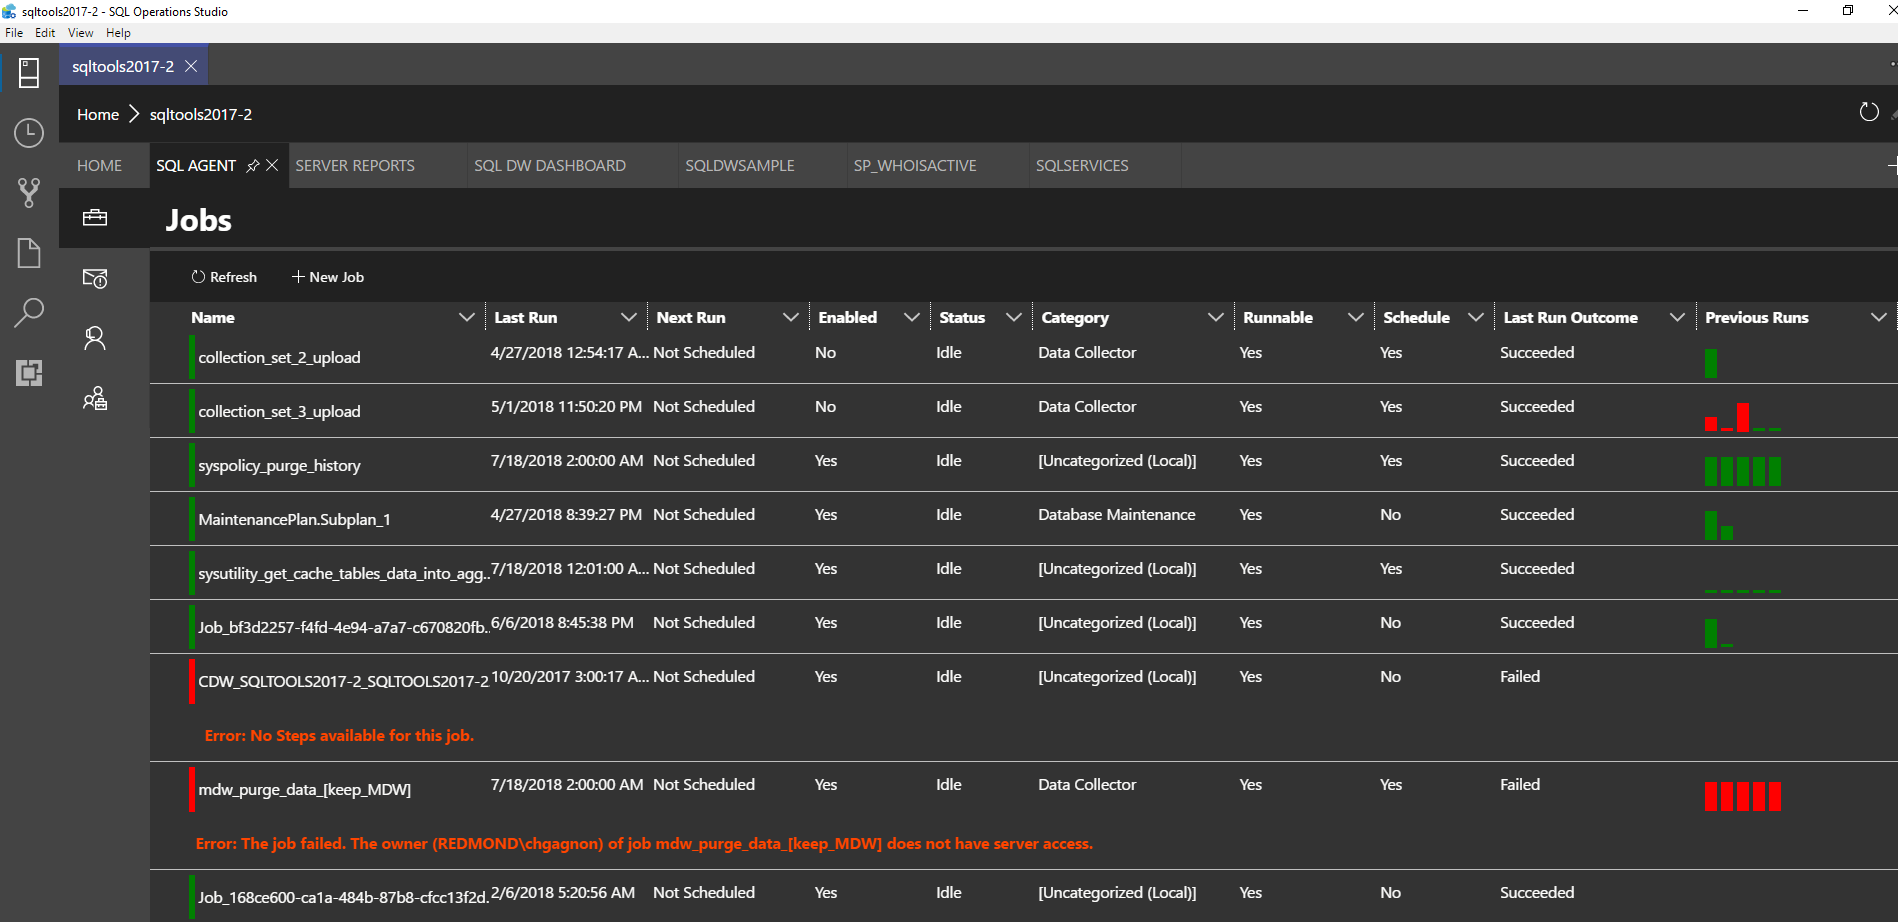 sqltools2017-2 - SQL Operations Studio
File Edit View Help
sqltools2017-2
Home sqltools2017-2
HOME SQL AGENT SERVER REPORTS SQL DW DASHBOARD SQLDWSAMPLE SP_WHOISACTIVE SQLSERVICES
Jobs
Refresh New Job
Name Last Run Next Run Enabled Status Category Runnable Schedule Last Run Outcome Previous Runs
collection_set_2_upload 4/27/2018 12:54:17 A... Not Scheduled No Idle Data Collector Yes Yes Succeeded
collection_set_3_upload 5/1/2018 11:50:20 PM Not Scheduled No Idle Data Collector Yes Yes Succeeded
syspolicy_purge_history 7/18/2018 2:00:00 AM Not Scheduled Yes Idle [Uncategorized (Local)] Yes Yes Succeeded
MaintenancePlan.Subplan_1 4/27/2018 8:39:27 PM Not Scheduled Yes Idle Database Maintenance Yes No Succeeded
sysutility_get_cache_tables_data_into_agg... 7/18/2018 12:01:00 A... Not Scheduled Yes Idle [Uncategorized (Local)] Yes Yes Succeeded
Job_bf3d2257-f4fd-4e94-a7a7-c670820fb... 6/6/2018 8:45:38 PM Not Scheduled Yes Idle [Uncategorized (Local)] Yes No Succeeded
CDW_SQLTOOLS2017-2_SQLTOOLS2017-2 10/20/2017 3:00:17 A... Not Scheduled Yes Idle [Uncategorized (Local)] Yes No Failed
Error: No Steps available for this job.
mdw_purge_data_[keep_MDW] 7/18/2018 2:00:00 AM Not Scheduled Yes Idle Data Collector Yes Yes Failed
Error: The job failed. The owner (REDMOND\chgagnon) of job mdw_purge_data_[keep_MDW] does not have server access.
Job_168ce600-ca1a-484b-87b8-cfcc13f2d... 2/6/2018 5:20:56 AM Not Scheduled Yes Idle [Uncategorized (Local)] Yes No Succeeded